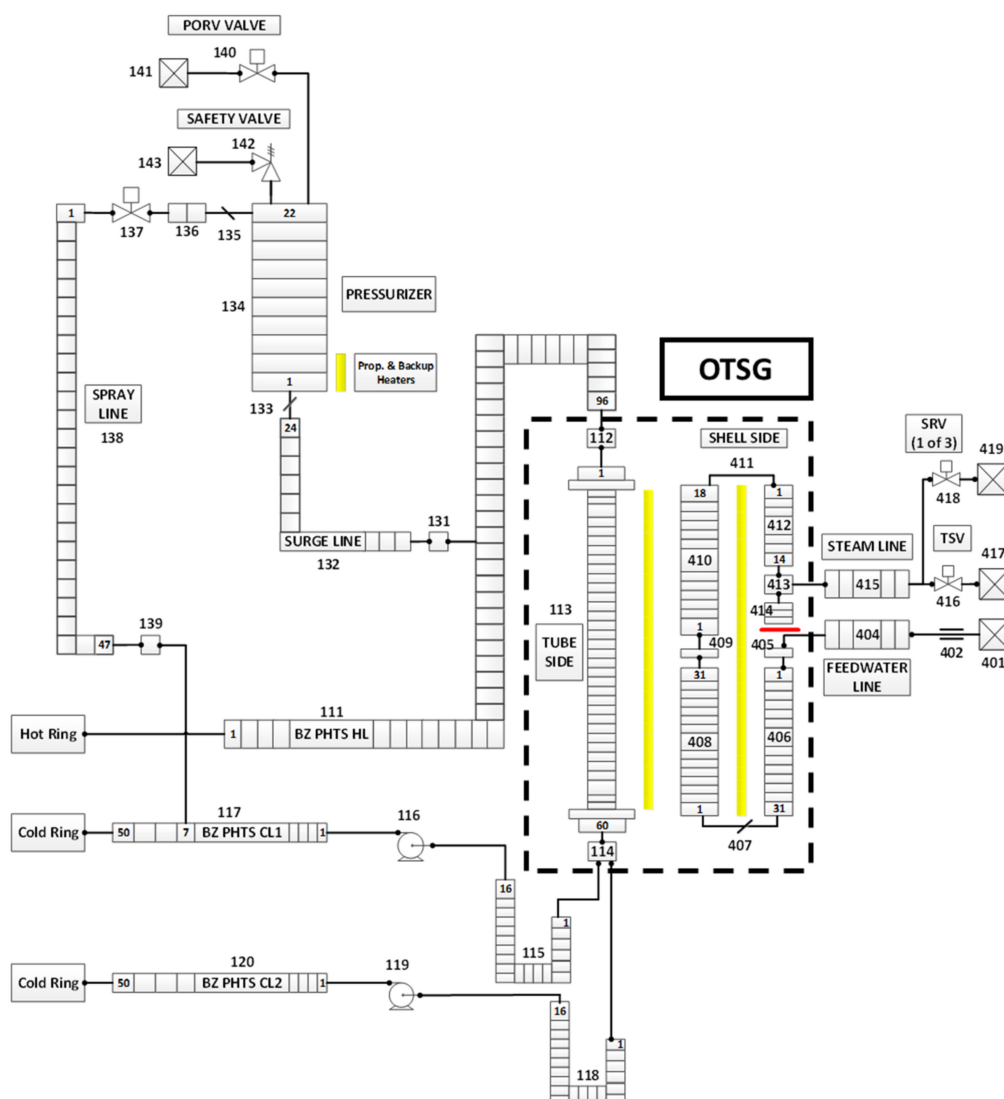 PORV VALVE
140
141
SAFETY VALVE
142
143
1
137
136
135
22
134
PRESSURIZER
Prop. & Backup
Heaters
1
133
24
SPRAY
LINE
138
SURGE LINE
132
131
139
47
96
OTSG
112
SHELL SIDE
411
1
18
1
412
410
14
413
414
409
1
405
113
TUBE
SIDE
31
1
408
406
1
31
407
60
114
SRV
(1 of 3)
419
418
STEAM LINE
TSV
417
415
416
404
402
401
FEEDWATER
LINE
Hot Ring
111
1
BZ PHTS HL
Cold Ring
117
50
7
BZ PHTS CL1
1
116
16
115
1
Cold Ring
120
50
BZ PHTS CL2
1
119
16
118
1